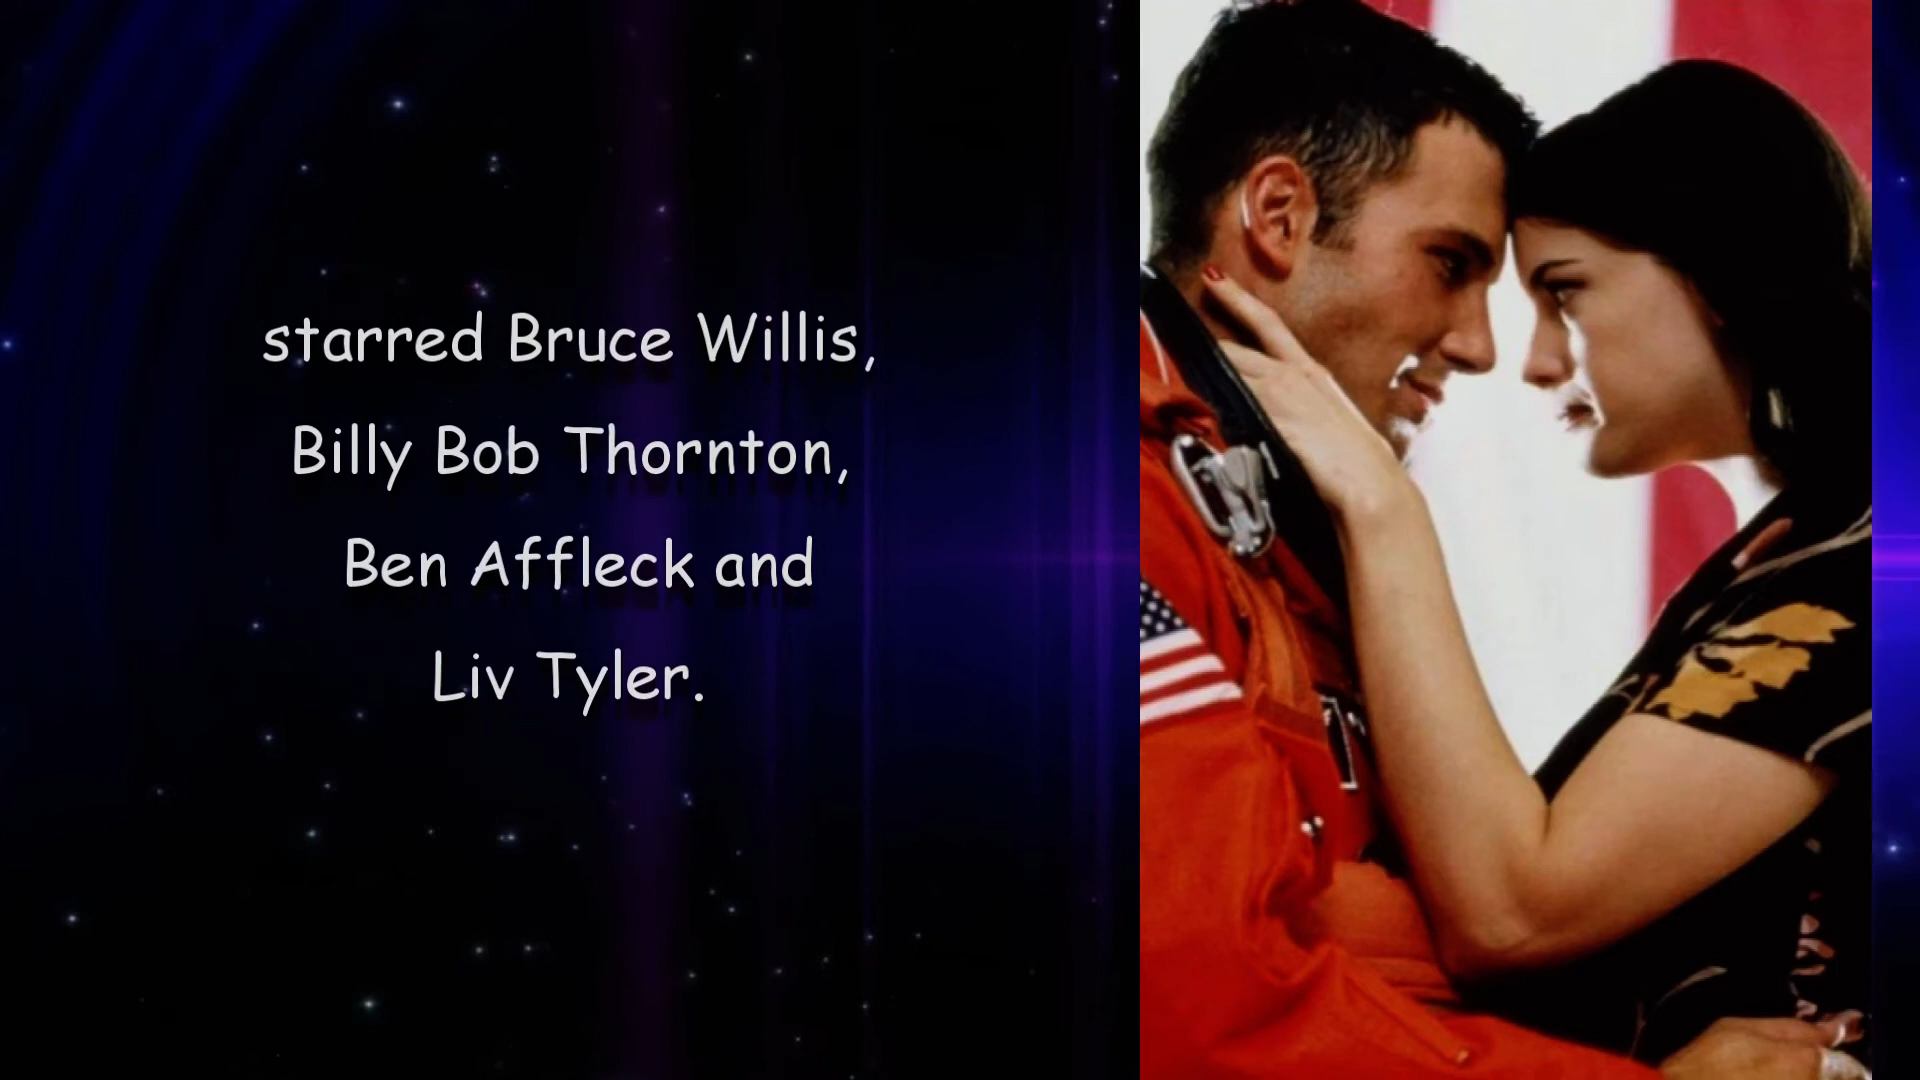 starred Bruce Willis,
Billy Bob Thornton,
Ben Affleck and
Liv Tyler.